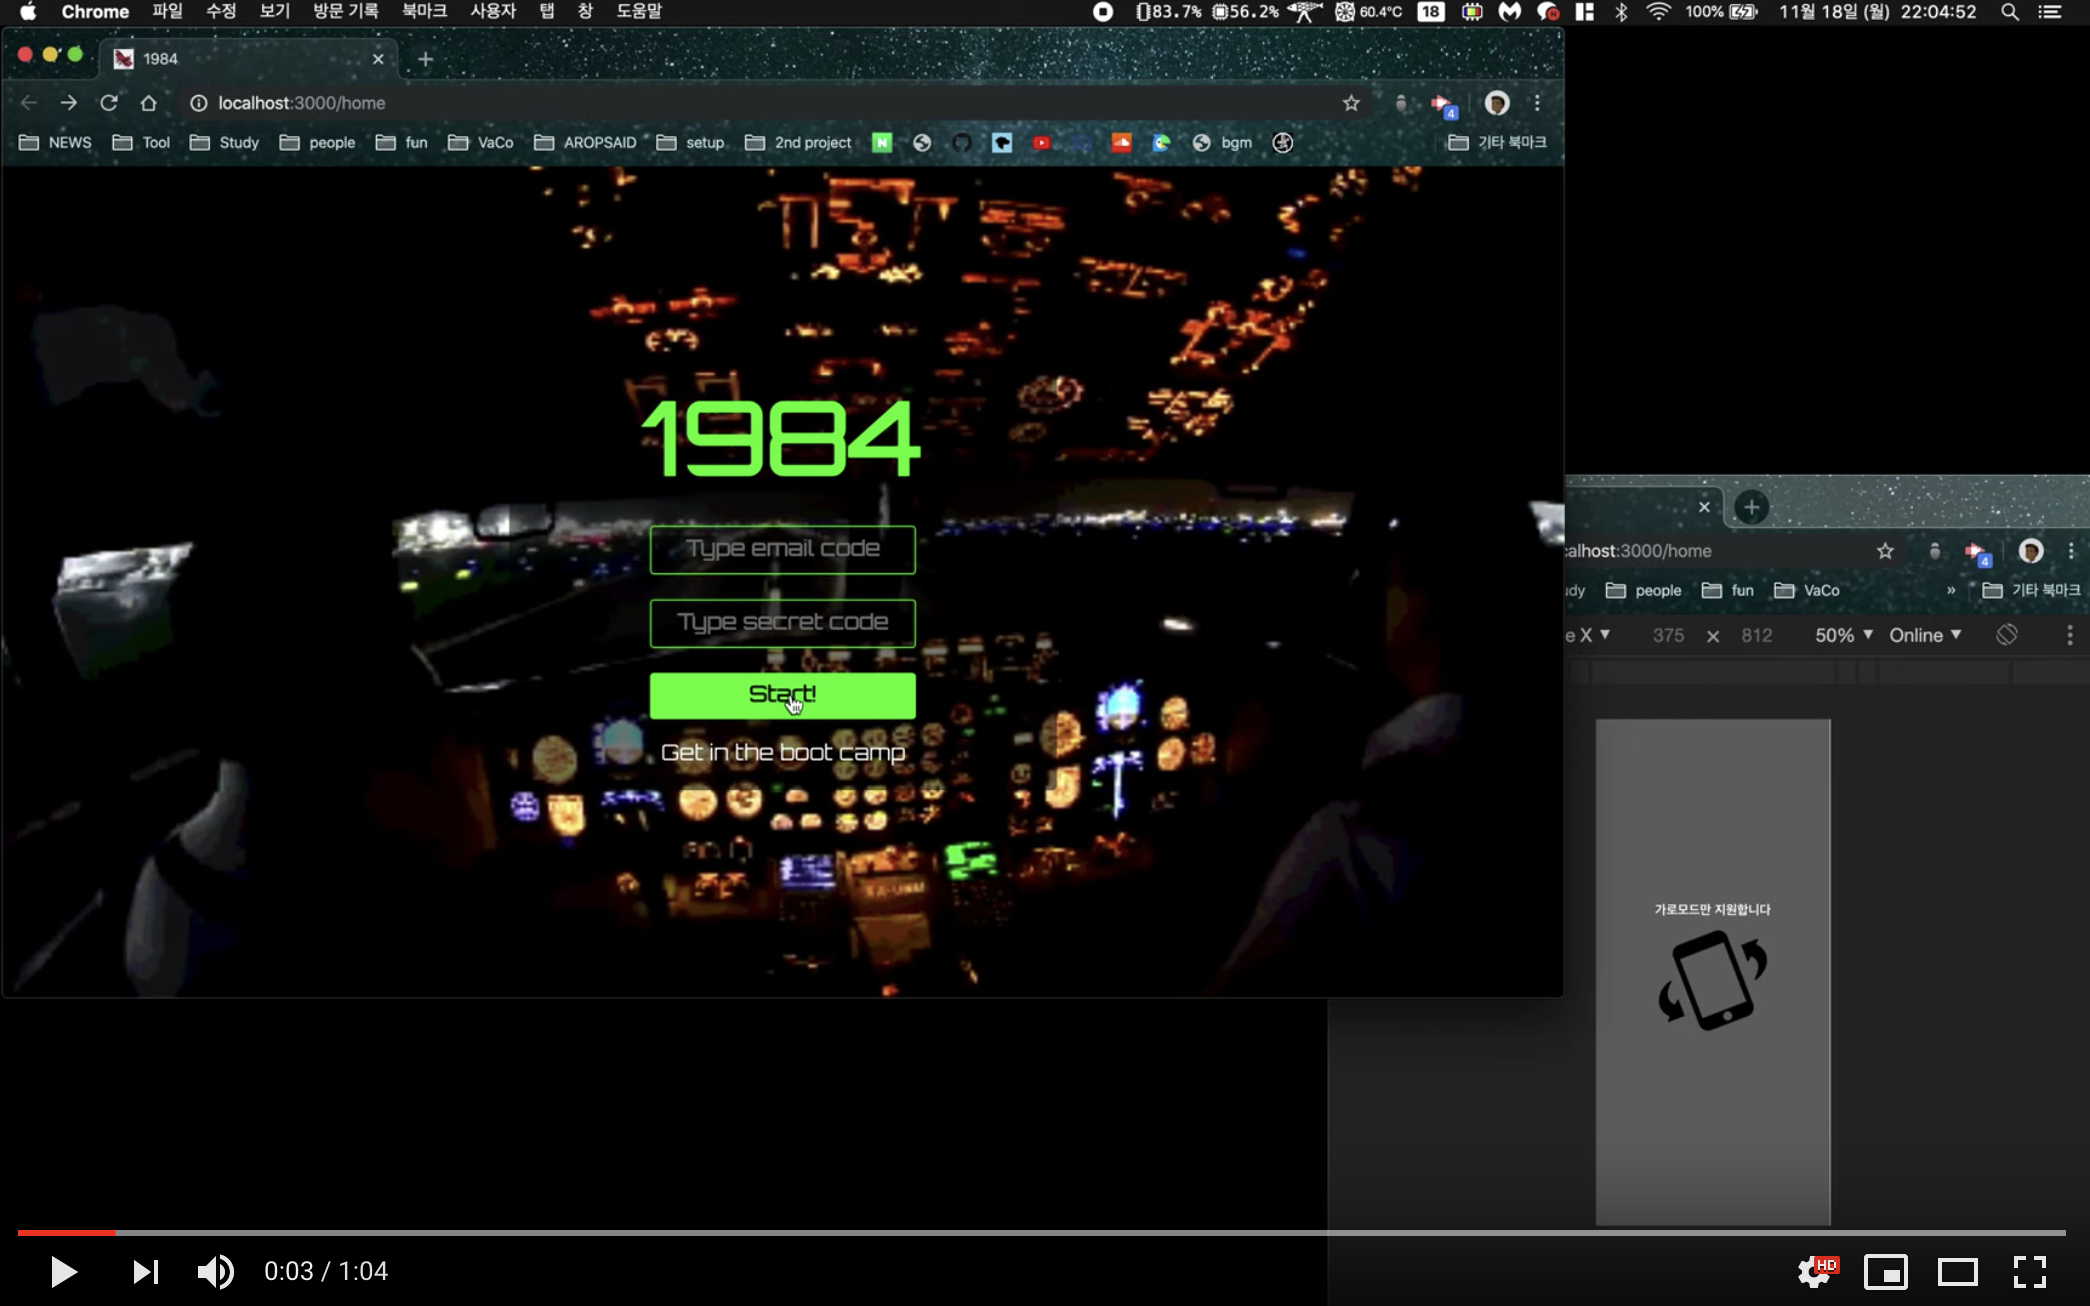 Chrome 파일 수정 보기 방문 기록 북마크 사용자 탭 창 도움말 83.7% 56.2% 60.4°C 18 100% 11월 18일 (월) 22:04:52
1984
localhost:3000/home
4
NEWS Tool Study people fun VaCo AROPSAID setup 2nd project N bgm 기타 북마크
1984
Type email code
Type secret code
Start!
Get in the boot camp
alhost:3000/home
4
dy people fun VaCo » 기타 북마크
e X 375 × 812 50% Online
가로모드만 지원합니다
0:03 / 1:04
HD